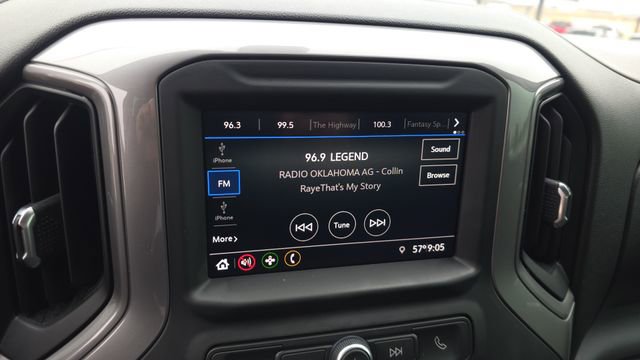 96.3 99.5 The Highway 100.3 Fantasy Sp...
iPhone
96.9 LEGEND
Sound
FM
RADIO OKLAHOMA AG - Collin
Browse
RayeThat's My Story
iPhone
Tune
More
57° 9:05